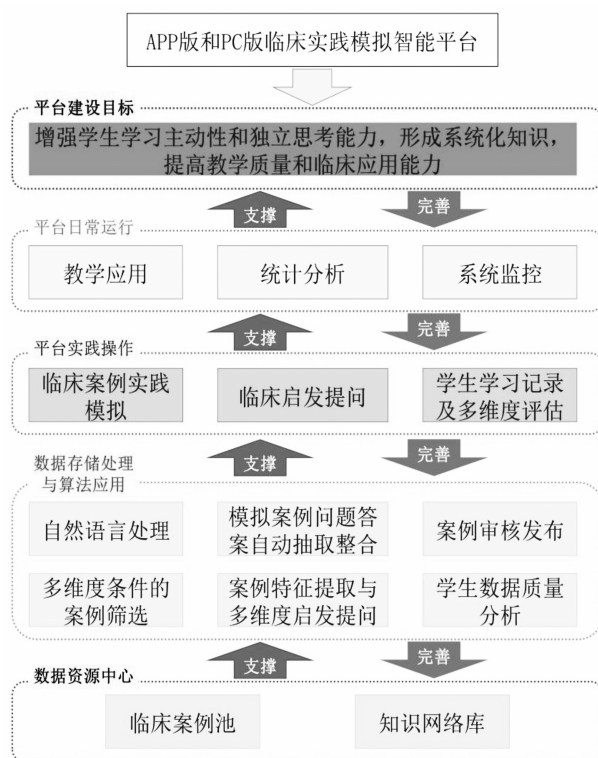 APP版和PC版临床实践模拟智能平台
平台建设目标
增强学生学习主动性和独立思考能力，形成系统化知识，
提高教学质量和临床应用能力
支撑
完善
平台日常运行
教学应用
统计分析
系统监控
支撑
完善
平台实践操作
临床案例实践
模拟
临床启发提问
学生学习记录
及多维度评估
支撑
完善
数据存储处理
与算法应用
自然语言处理
模拟案例问题答
案自动抽取整合
案例审核发布
多维度条件的
案例筛选
案例特征提取与
多维度启发提问
学生数据质量
分析
支撑
完善
数据资源中心
临床案例池
知识网络库